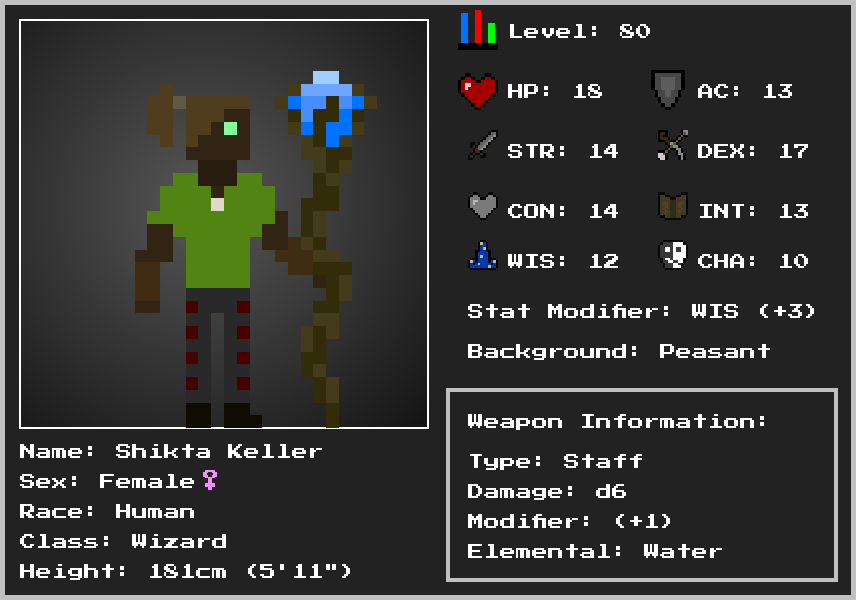 Level: 80
HP: 18 AC: 13
STR: 14 DEX: 17
CON: 14 INT: 13
WIS: 12 CHA: 10
Stat Modifier: WIS (+3)
Background: Peasant
Weapon Information:
Type: Staff
Damage: d6
Modifier: (+1)
Elemental: Water
Name: Shikta Keller
Sex: Female♀
Race: Human
Class: Wizard
Height: 181cm (5'11")